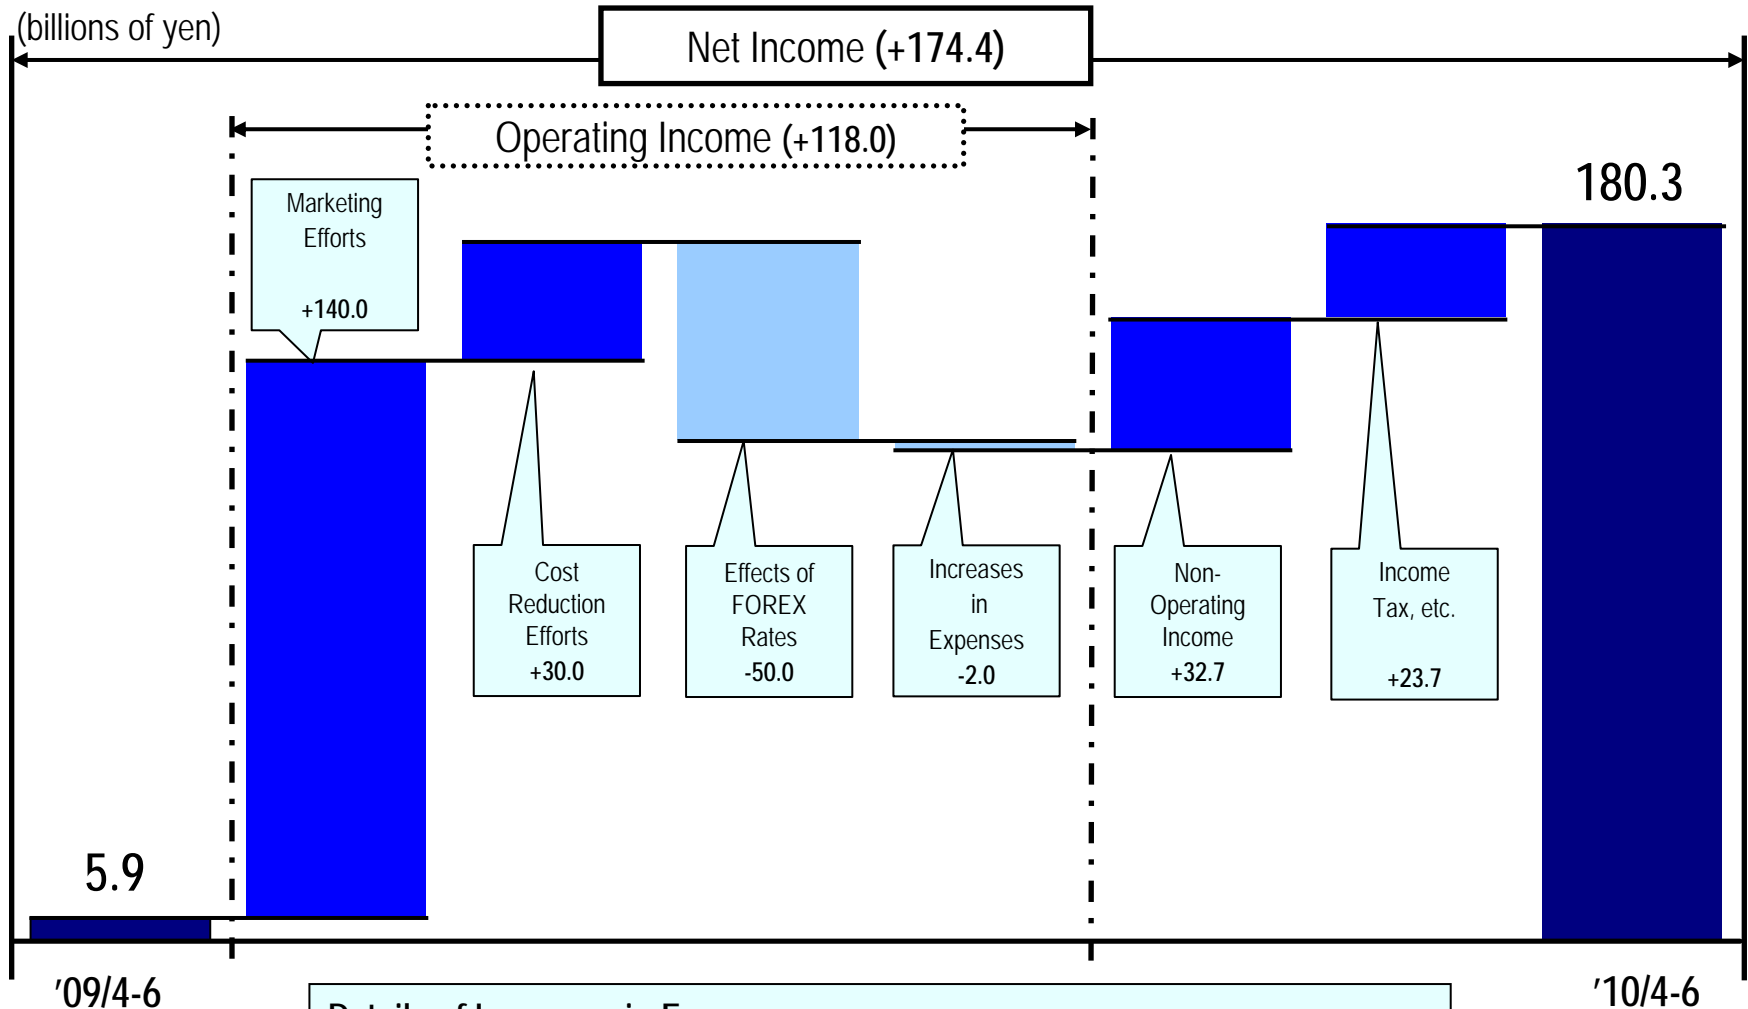 (billions of yen)
Net Income (+174.4)
Operating Income (+118.0)
Marketing
Efforts
+140.0
180.3
5.9
Cost
Reduction
Efforts
+30.0
Effects of
FOREX
Rates
-50.0
Increases
in
Expenses
-2.0
Non-
Operating
Income
+32.7
Income
Tax, etc.
+23.7
'09/4-6
'10/4-6